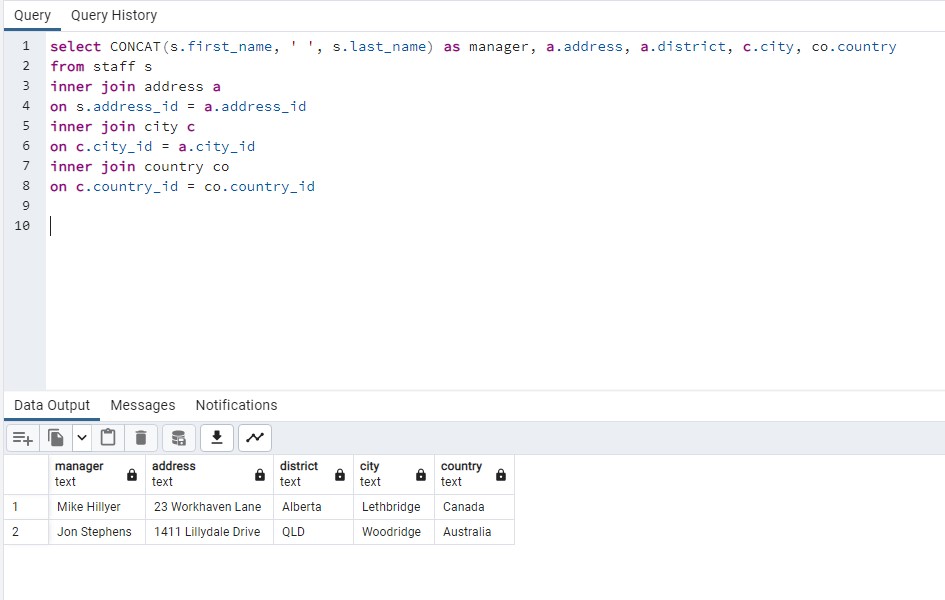 Query Query History
1 select CONCAT(s.first_name, ' ', s.last_name) as manager, a.address, a.district, c.city, co.country
2 from staff s
3 inner join address a
4 on s.address_id = a.address_id
5 inner join city c
6 on c.city_id = a.city_id
7 inner join country co
8 on c.country_id = co.country_id
9
10
Data Output Messages Notifications
manager address district city country
text text text text text
1 Mike Hillyer 23 Workhaven Lane Alberta Lethbridge Canada
2 Jon Stephens 1411 Lillydale Drive QLD Woodridge Australia